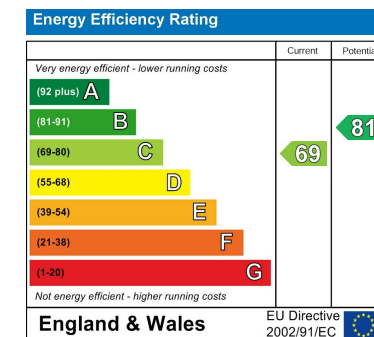 Energy Efficiency Rating
Current Potentia
Very energy efficient - lower running costs
(92 plus) A
(81-91) B
81
(69-80) C
69
(55-68) D
(39-54) E
(21-38) F
(1-20) G
Not energy efficient - higher running costs
England & Wales
EU Directive
2002/91/EC